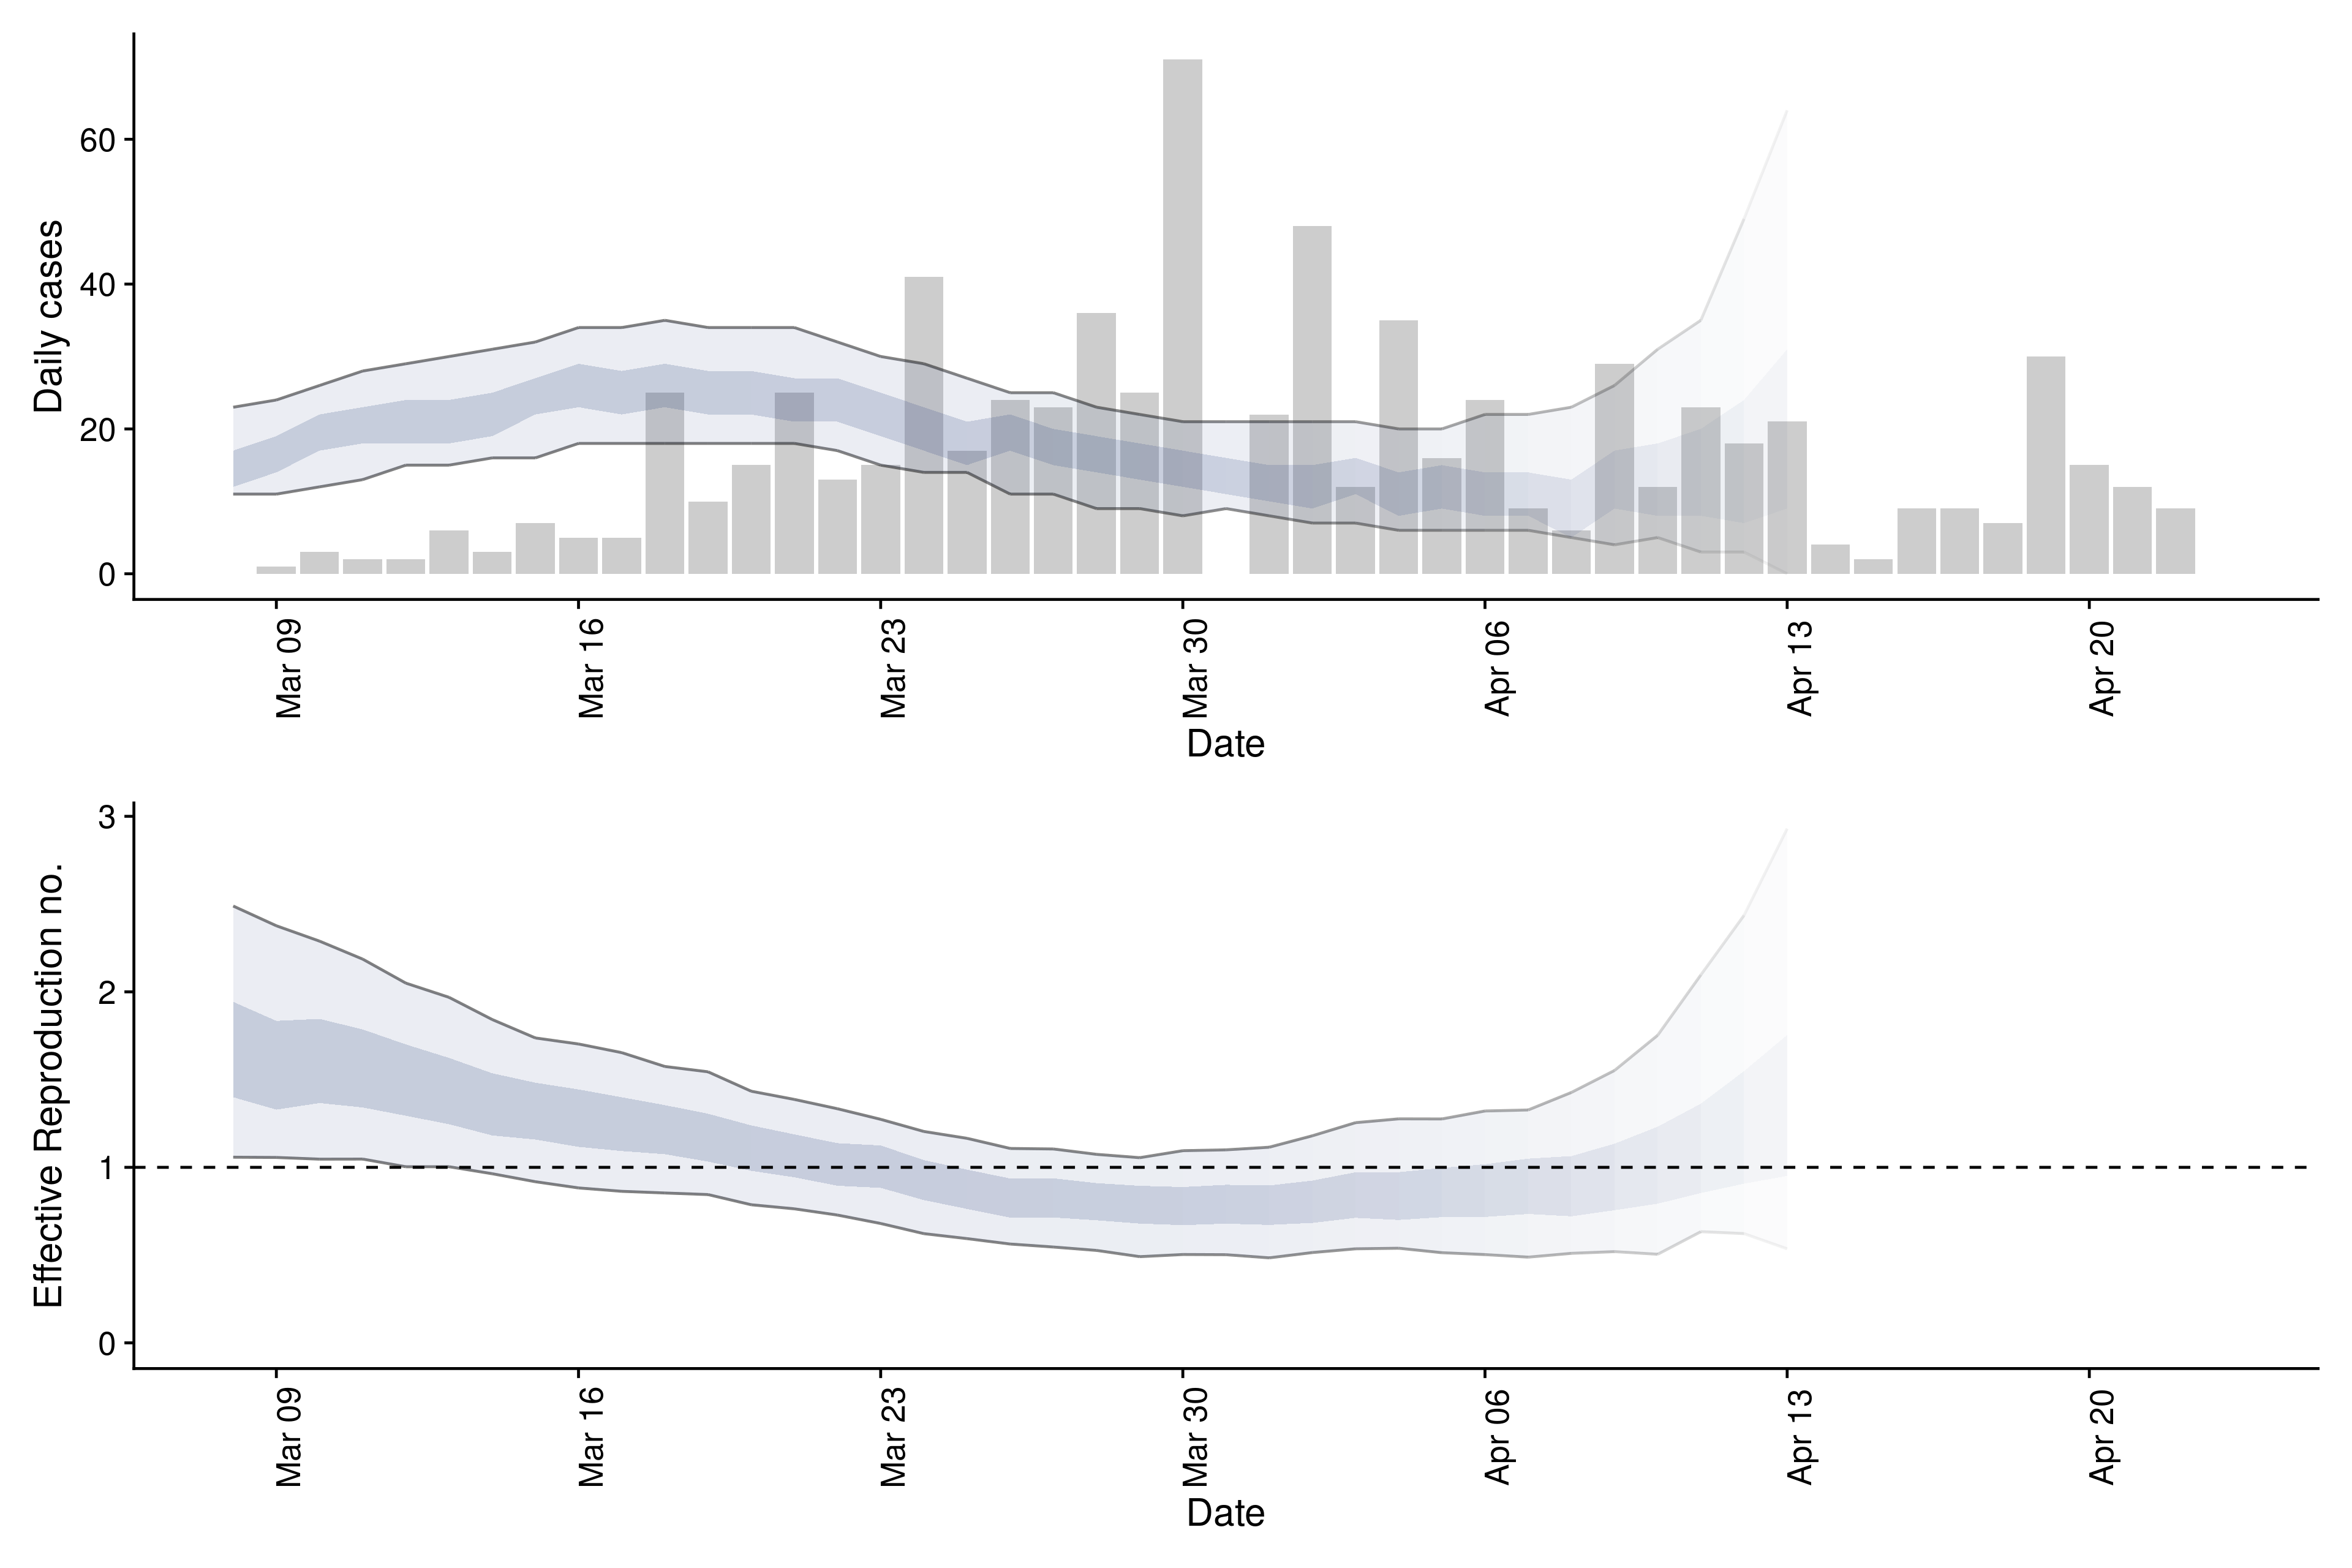 Daily cases
60
40
20
0
Mar 09
Mar 16
Mar 23
Mar 30
Apr 06
Apr 13
Apr 20
Date
Effective Reproduction no.
3
2
1
0
Mar 09
Mar 16
Mar 23
Mar 30
Apr 06
Apr 13
Apr 20
Date